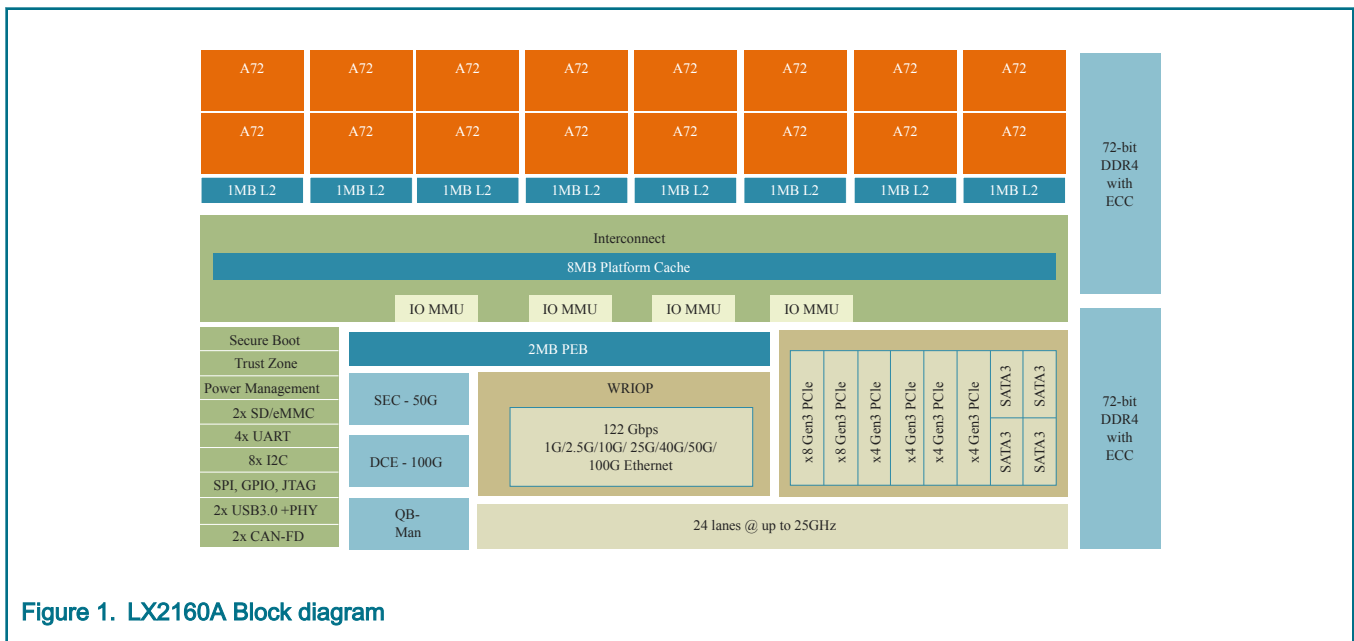 A72 A72 A72 A72 A72 A72 A72 A72
A72 A72 A72 A72 A72 A72 A72 A72
1MB L2 1MB L2 1MB L2 1MB L2 1MB L2 1MB L2 1MB L2 1MB L2
72-bit
DDR4
with
ECC
Interconnect
8MB Platform Cache
IO MMU IO MMU IO MMU IO MMU
Secure Boot
Trust Zone
Power Management
2x SD/eMMC
4x UART
8x I2C
SPI, GPIO, JTAG
2x USB3.0 +PHY
2x CAN-FD
2MB PEB
SEC - 50G
DCE - 100G
QB-
Man
WRIOP
122 Gbps
1G/2.5G/10G/ 25G/40G/50G/
100G Ethernet
x8 Gen3 PCIe
x8 Gen3 PCIe
x4 Gen3 PCIe
x4 Gen3 PCIe
x4 Gen3 PCIe
x4 Gen3 PCIe
SATA3
SATA3
SATA3
SATA3
24 lanes @ up to 25GHz
72-bit
DDR4
with
ECC
Figure 1. LX2160A Block diagram